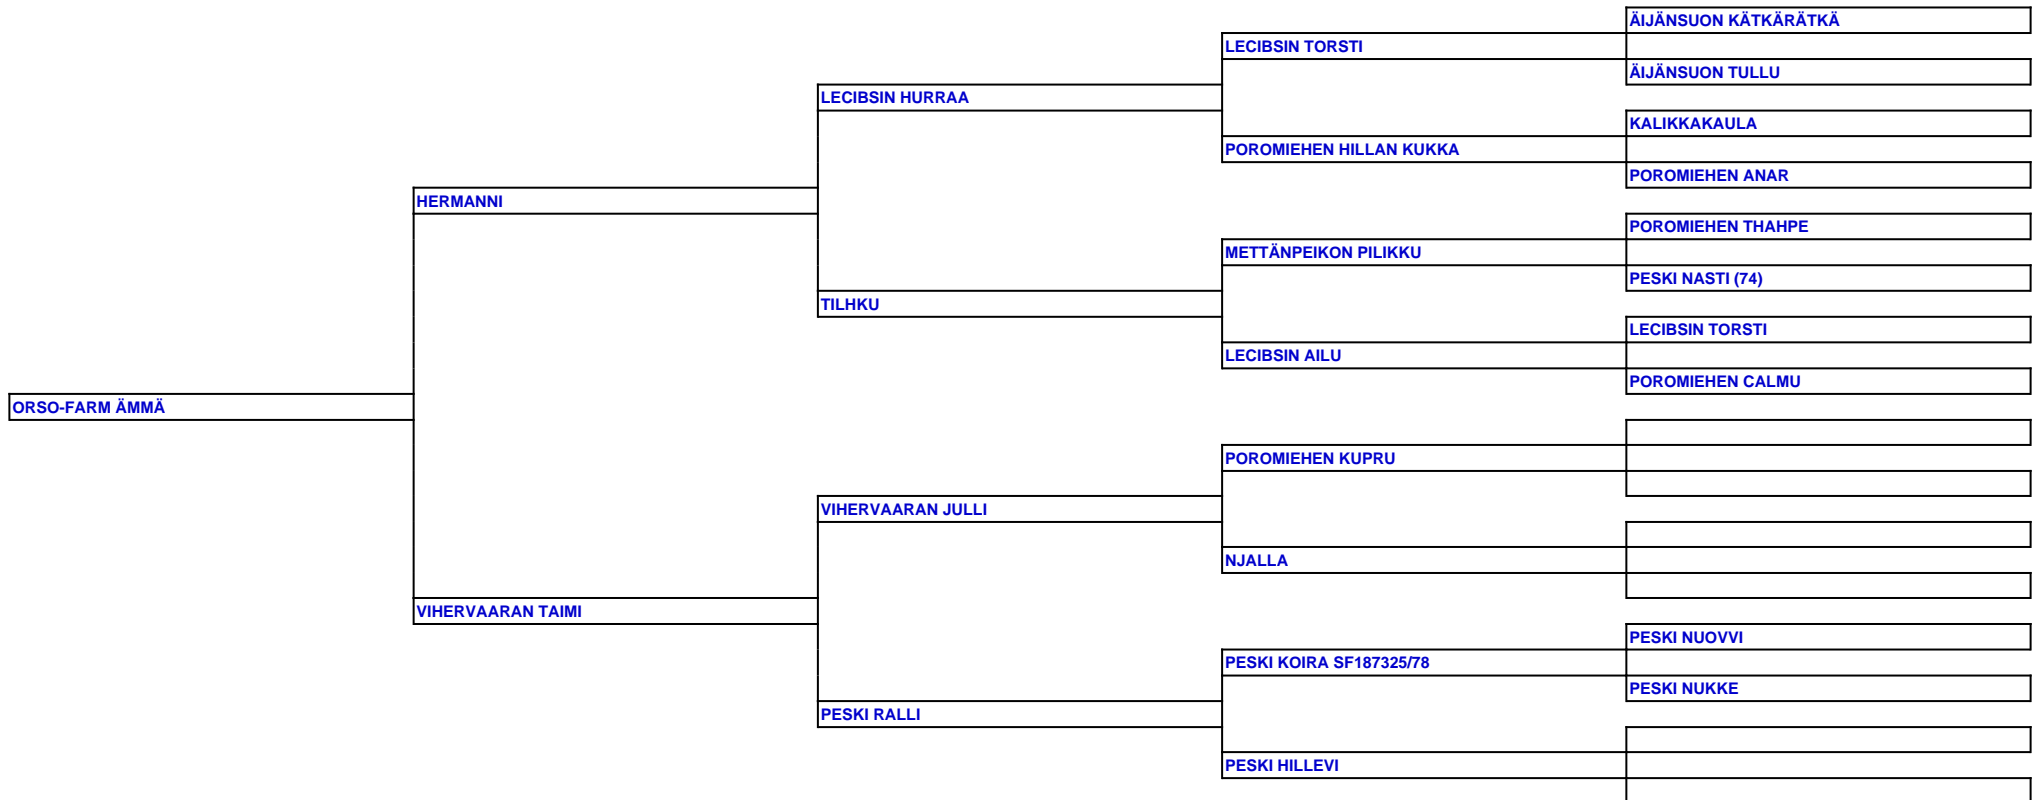 ÄIJÄNSUON KÄTKÄRÄTKÄ
LECIBSIN TORSTI
ÄIJÄNSUON TULLU
LECIBSIN HURRAA
KALIKKAKAULA
POROMIEHEN HILLAN KUKKA
POROMIEHEN ANAR
HERMANNI
POROMIEHEN THAHPE
METTÄNPEIKON PILIKKU
PESKI NASTI (74)
TILHKU
LECIBSIN TORSTI
LECIBSIN AILU
POROMIEHEN CALMU
ORSO-FARM ÄMMÄ
POROMIEHEN KUPRU
VIHERVAARAN JULLI
NJALLA
VIHERVAARAN TAIMI
PESKI NUOVVI
PESKI KOIRA SF187325/78
PESKI NUKKE
PESKI RALLI
PESKI HILLEVI